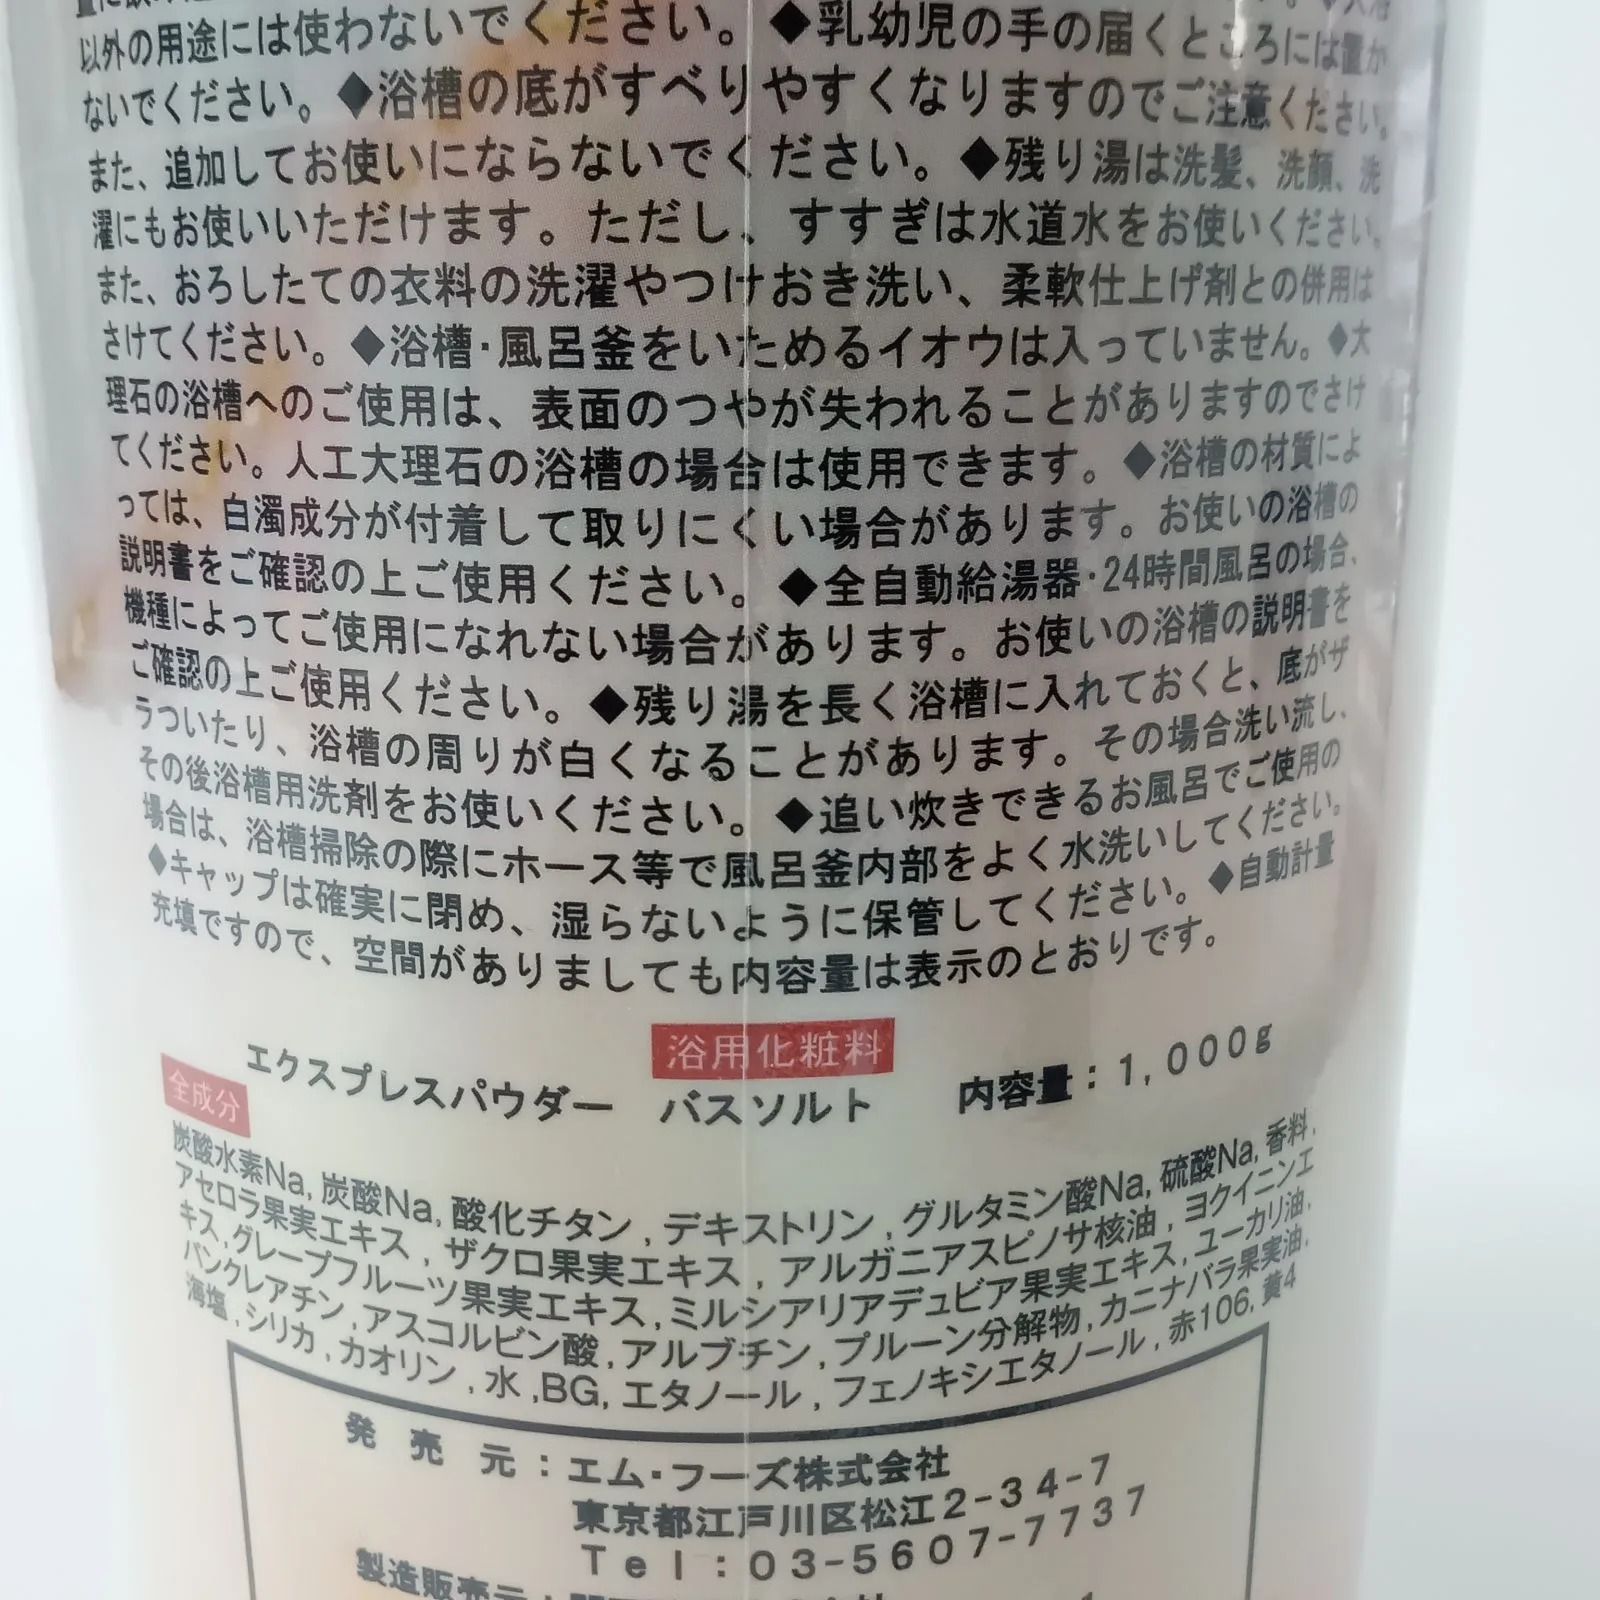 以外の用途には使わないでください。◆乳幼児の手の届くところには置か
ないでください。◆浴槽の底がすべりやすくなりますのでご注意ください。
また、追加してお使いにならないでください。◆残り湯は洗髪、洗顔、洗
濯にもお使いいただけます。ただし、すすぎは水道水をお使いください。
また、おろしたての衣料の洗濯やつけおき洗い、柔軟仕上げ剤との併用は
さけてください。◆浴槽・風呂釜をいためるイオウは入っていません。◆大
理石の浴槽へのご使用は、表面のつやが失われることがありますのでさけ
てください。人工大理石の浴槽の場合は使用できます。◆浴槽の材質によ
っては、白濁成分が付着して取りにくい場合があります。お使いの浴槽の
説明書をご確認の上ご使用ください。◆全自動給湯器・24時間風呂の場合、
機種によってご使用になれない場合があります。お使いの浴槽の説明書を
ご確認の上ご使用ください。◆残り湯を長く浴槽に入れておくと、底がザ
ラついたり、浴槽の周りが白くなることがあります。その場合洗い流し、
その後浴槽用洗剤をお使いください。◆追い炊きできるお風呂でご使用の
場合は、浴槽掃除の際にホース等で風呂釜内部をよく水洗いしてください。
◆キャップは確実に閉め、湿らないように保管してください。◆自動計量
充填ですので、空間がありましても内容量は表示のとおりです。
浴用化粧料
エクスプレスパウダー バスソルト 内容量：1,000g
全成分
炭酸水素Na, 炭酸Na, 酸化チタン, デキストリン, グルタミン酸Na, 硫酸Na, 香料,
アセロラ果実エキス, ザクロ果実エキス, アルガニアスピノサ核油, ヨクイニンエ
キス, グレープフルーツ果実エキス, ミルシアリアデュビア果実エキス, ユーカリ油,
パンクレアチン, アスコルビン酸, アルブチン, プルーン分解物, カニナバラ果実油,
海塩, シリカ, カオリン, 水, BG, エタノール, フェノキシエタノール, 赤106, 黄4
発売元：エム・フーズ株式会社
東京都江戸川区松江2-34-7
Tel：03-5607-7737
製造販売元：